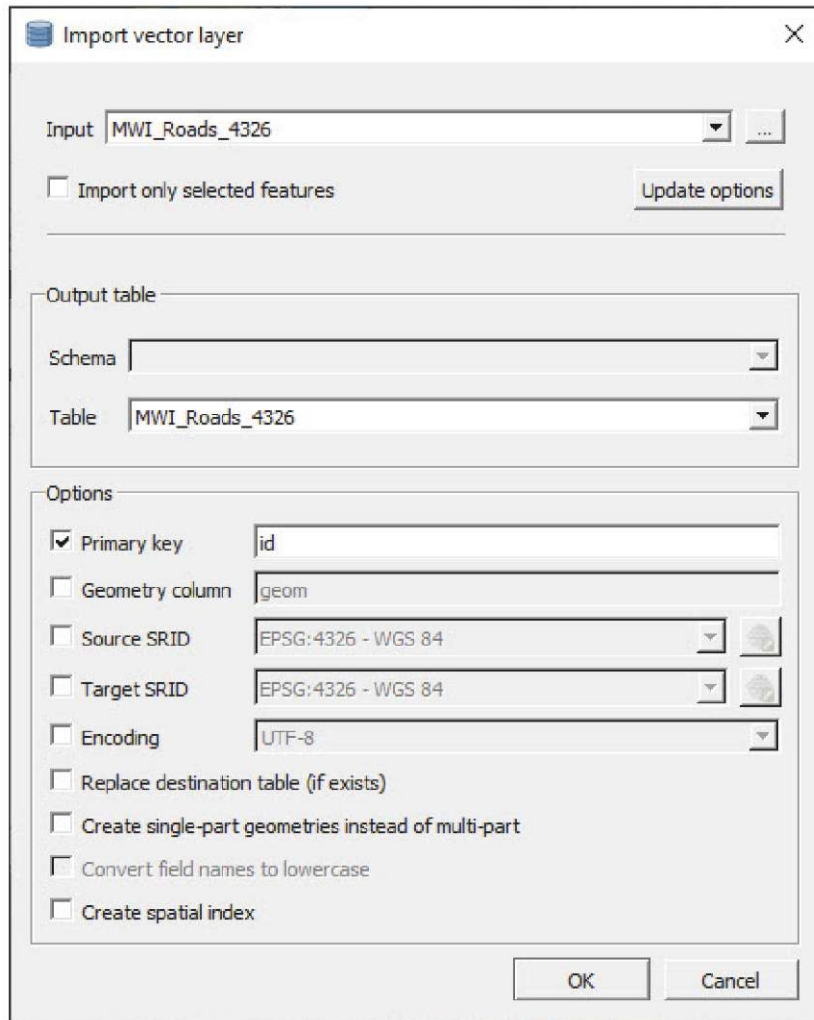 Import vector layer
Input MWI_Roads_4326 ...
Import only selected features Update options
Output table
Schema
Table MWI_Roads_4326
Options
Primary key id
Geometry column geom
Source SRID EPSG:4326 - WGS 84
Target SRID EPSG:4326 - WGS 84
Encoding UTF-8
Replace destination table (if exists)
Create single-part geometries instead of multi-part
Convert field names to lowercase
Create spatial index
OK Cancel